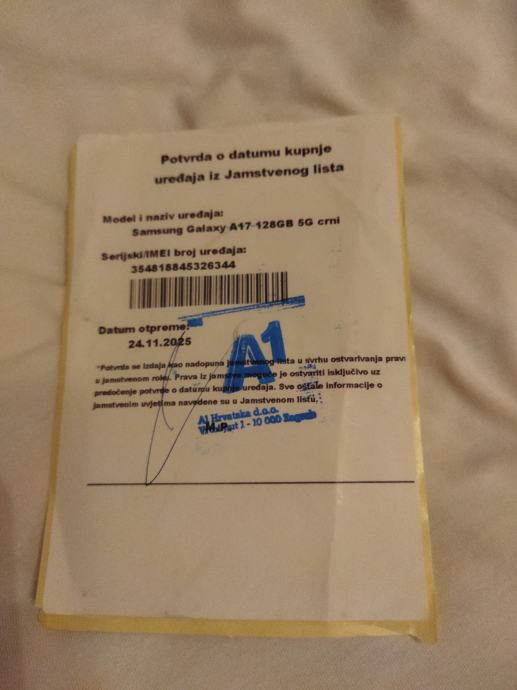 Potvrda o datumu kupnje
uređaja iz Jamstvenog lista
Model i naziv uređaja:
Samsung Galaxy A17 128GB 5G crni
Serijski/IMEI broj uređaja:
354818845326344
Datum otpreme:
24.11.2025
A1
*Potvrda se izdaja kao nadopuna jamstvenog lista u svrhu ostvarivanja prava
u jamstvenom roku. Prava iz jamstva moguće je ostvariti isključivo uz
predočenje potvrde o datumu kupnje uređaja. Sve ostale informacije o
jamstvenim uvjetima navedene su u Jamstvenom listu.
A1 Hrvatska d.o.o.
1 - 10 000 Zagreb
M.P.